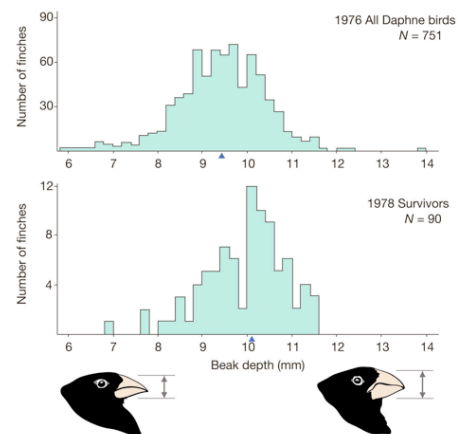 1976 All Daphne birds
N = 751
Number of finches
90
60
30
6 7 8 9 10 11 12 13 14
1978 Survivors
N = 90
Number of finches
12
8
4
6 7 8 9 10 11 12 13 14
Beak depth (mm)